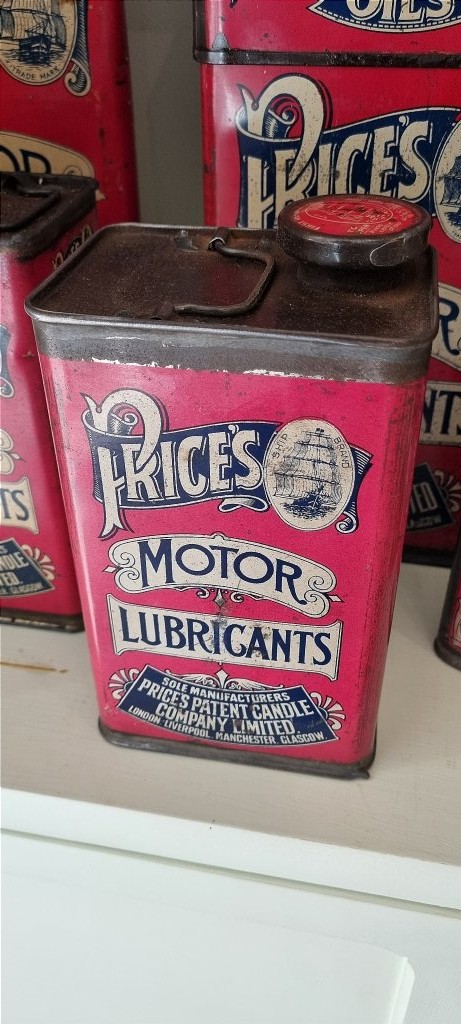 TRADE MARK
OILS
PRICE'S
PRICE'S
SHIP BRAND
MOTOR
LUBRICANTS
SOLE MANUFACTURERS
PRICE'S PATENT CANDLE
COMPANY LIMITED.
LONDON LIVERPOOL MANCHESTER GLASGOW